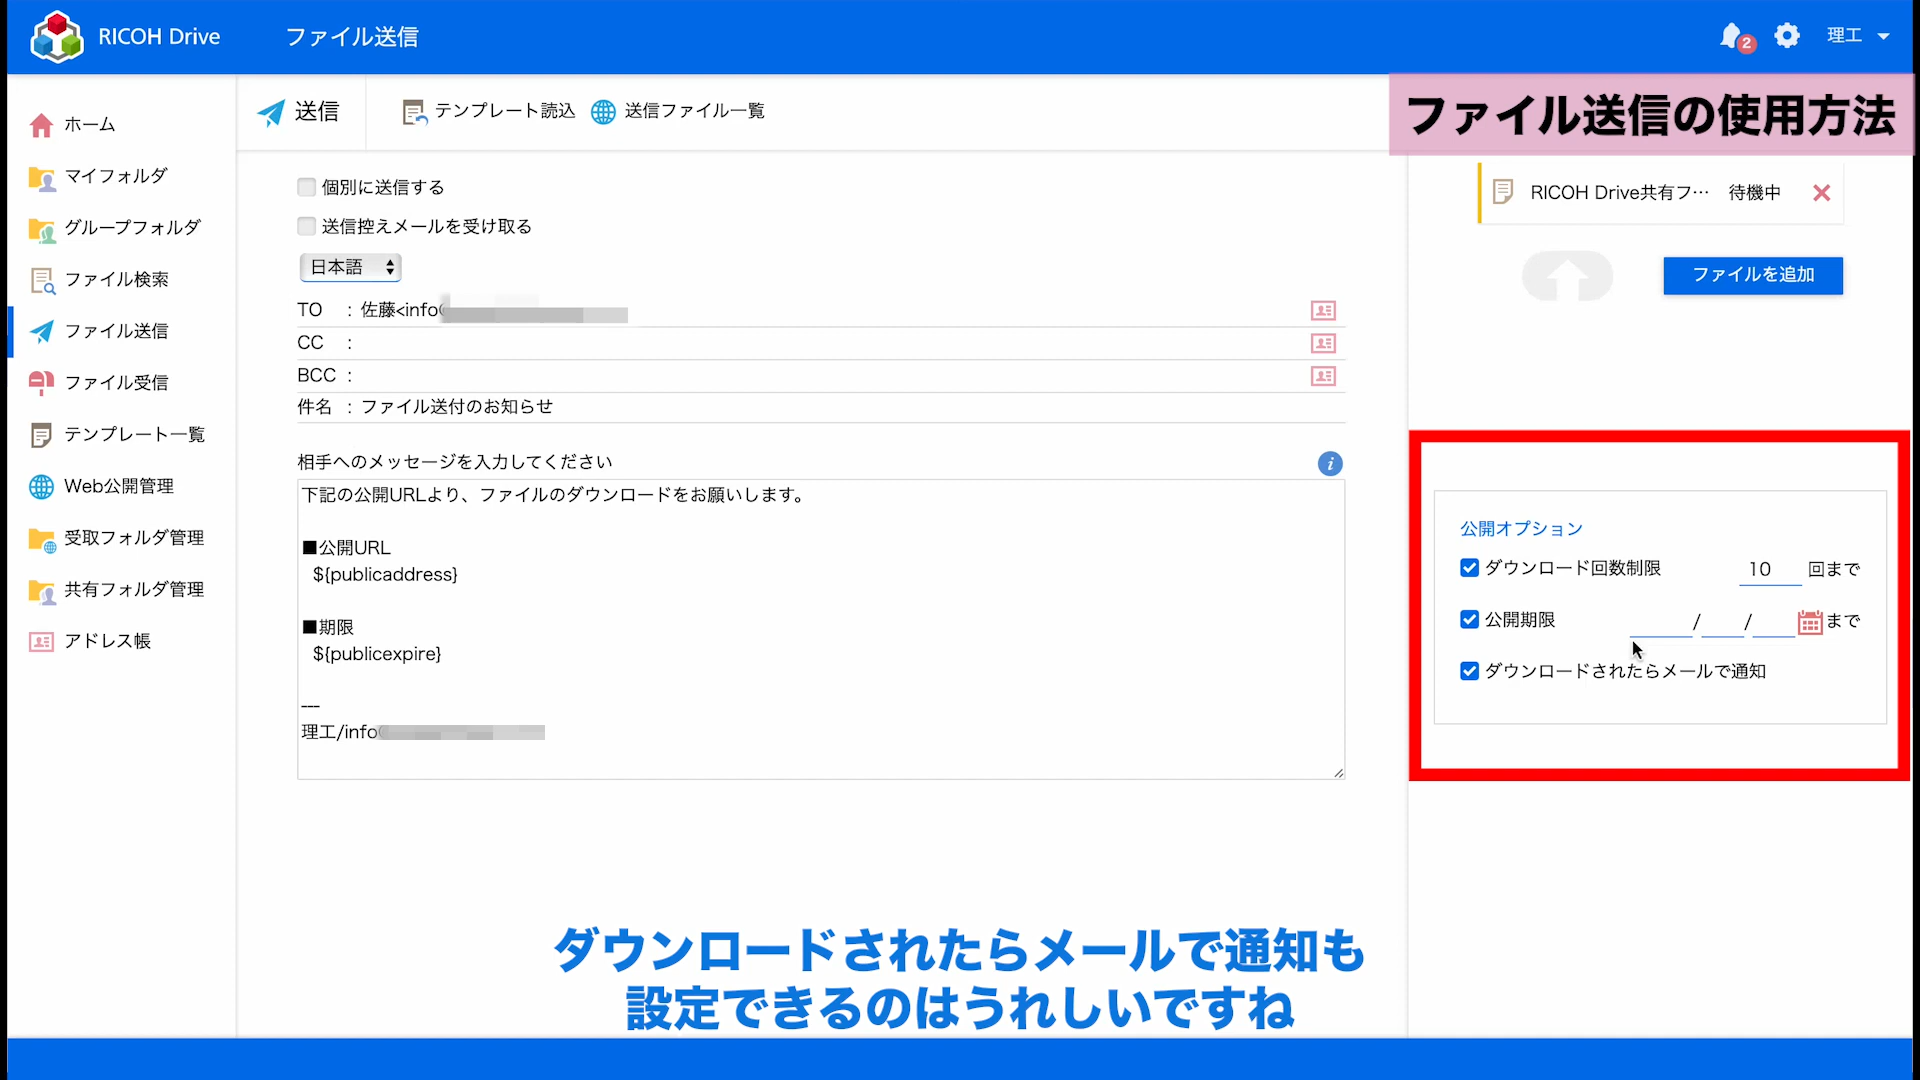 RICOH Drive
ファイル送信
2
理工
ファイル送信の使用方法
ホーム
マイフォルダ
グループフォルダ
ファイル検索
ファイル送信
ファイル受信
テンプレート一覧
Web公開管理
受取フォルダ管理
共有フォルダ管理
アドレス帳
送信
テンプレート読込
送信ファイル一覧
個別に送信する
送信控えメールを受け取る
日本語
TO : 佐藤<info
CC :
BCC :
件名 : ファイル送付のお知らせ
相手へのメッセージを入力してください
下記の公開URLより、ファイルのダウンロードをお願いします。
■公開URL
${publicaddress}
■期限
${publicexpire}
---
理工/info
RICOH Drive共有フ… 待機中
ファイルを追加
公開オプション
ダウンロード回数制限 10 回まで
公開期限 / / まで
ダウンロードされたらメールで通知
ダウンロードされたらメールで通知も
設定できるのはうれしいですね